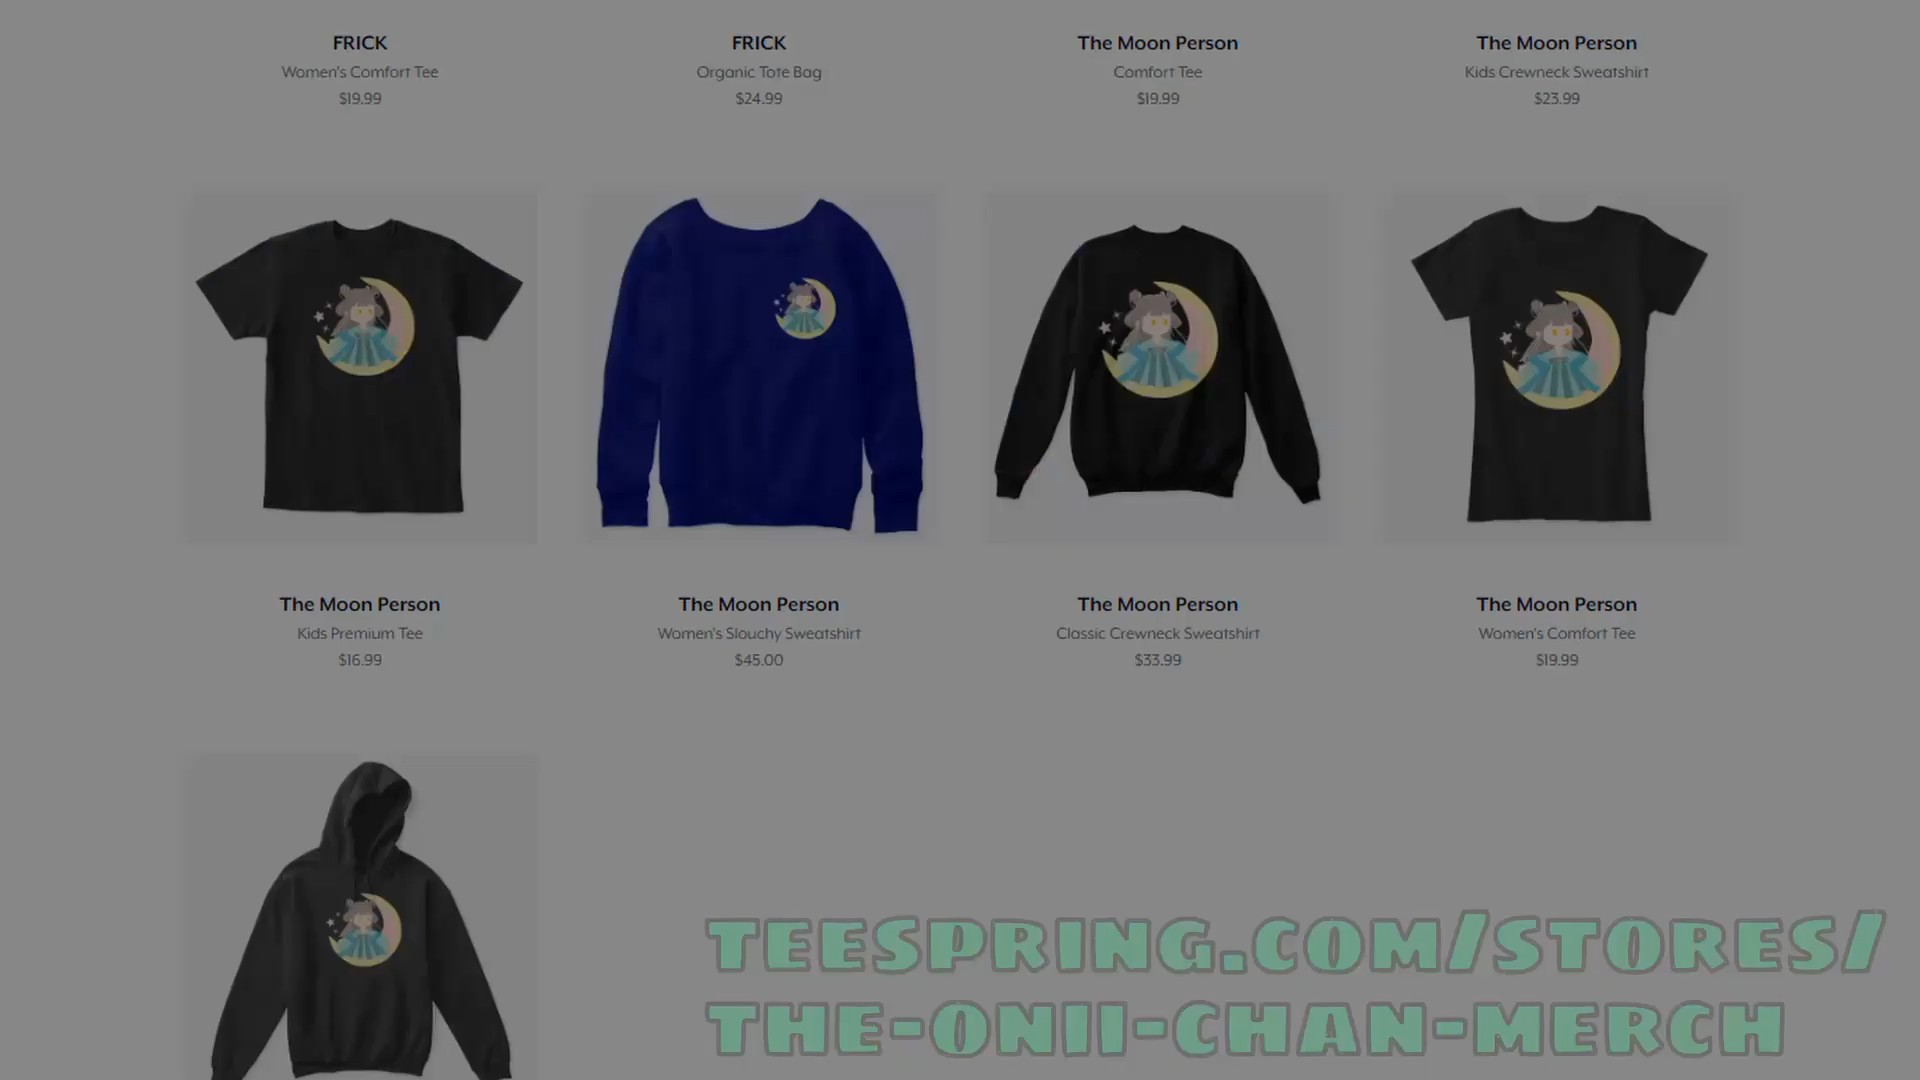 FRICK
Women's Comfort Tee
$19.99
FRICK
Organic Tote Bag
$24.99
The Moon Person
Comfort Tee
$19.99
The Moon Person
Kids Crewneck Sweatshirt
$23.99
The Moon Person
Kids Premium Tee
$16.99
The Moon Person
Women's Slouchy Sweatshirt
$45.00
The Moon Person
Classic Crewneck Sweatshirt
$33.99
The Moon Person
Women's Comfort Tee
$19.99
TEESPRING.COM/STORES/
THE-ONII-CHAN-MERCH